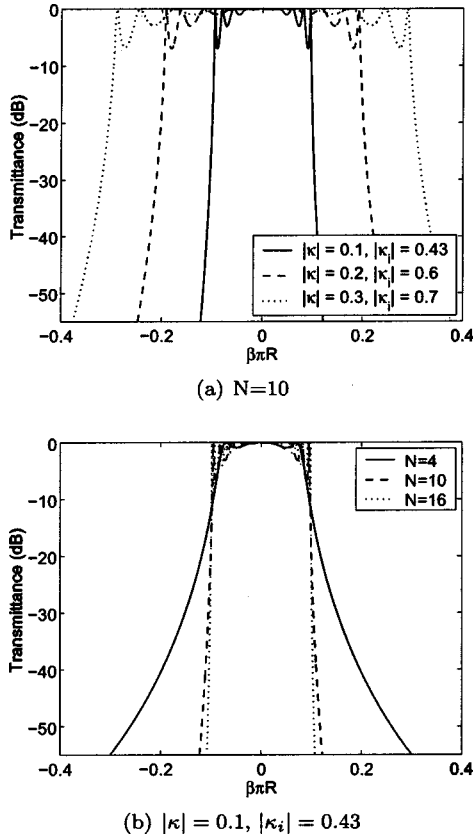 0
−10
−20
−30
−40
−50
Transmittance (dB)
|κ| = 0.1, |κi| = 0.43
|κ| = 0.2, |κi| = 0.6
|κ| = 0.3, |κi| = 0.7
−0.4 −0.2 0 0.2 0.4
βπR
(a) N=10
0
−10
−20
−30
−40
−50
Transmittance (dB)
N=4
N=10
N=16
−0.4 −0.2 0 0.2 0.4
βπR
(b) |κ| = 0.1, |κi| = 0.43